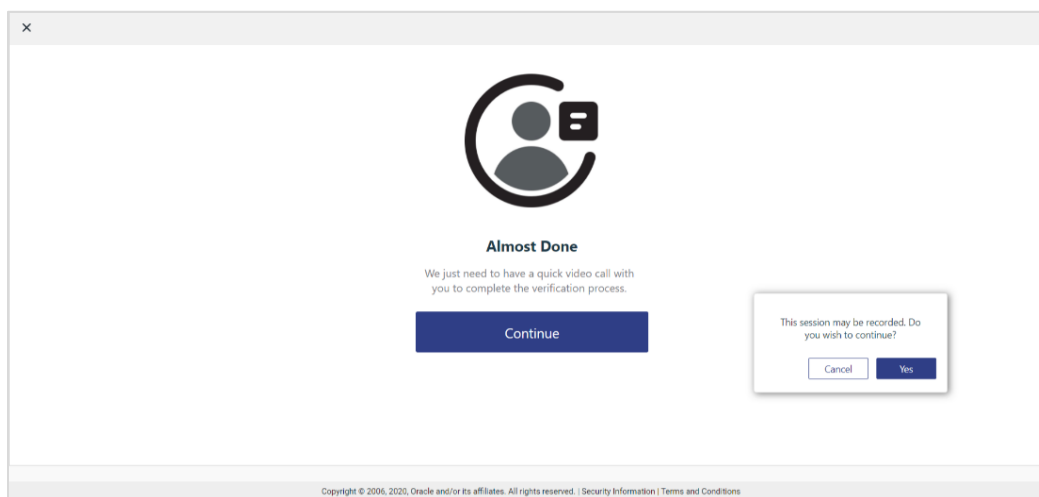 Almost Done
We just need to have a quick video call with
you to complete the verification process.
Continue
This session may be recorded. Do
you wish to continue?
Cancel
Yes
Copyright © 2006, 2020, Oracle and/or its affiliates. All rights reserved. | Security Information | Terms and Conditions